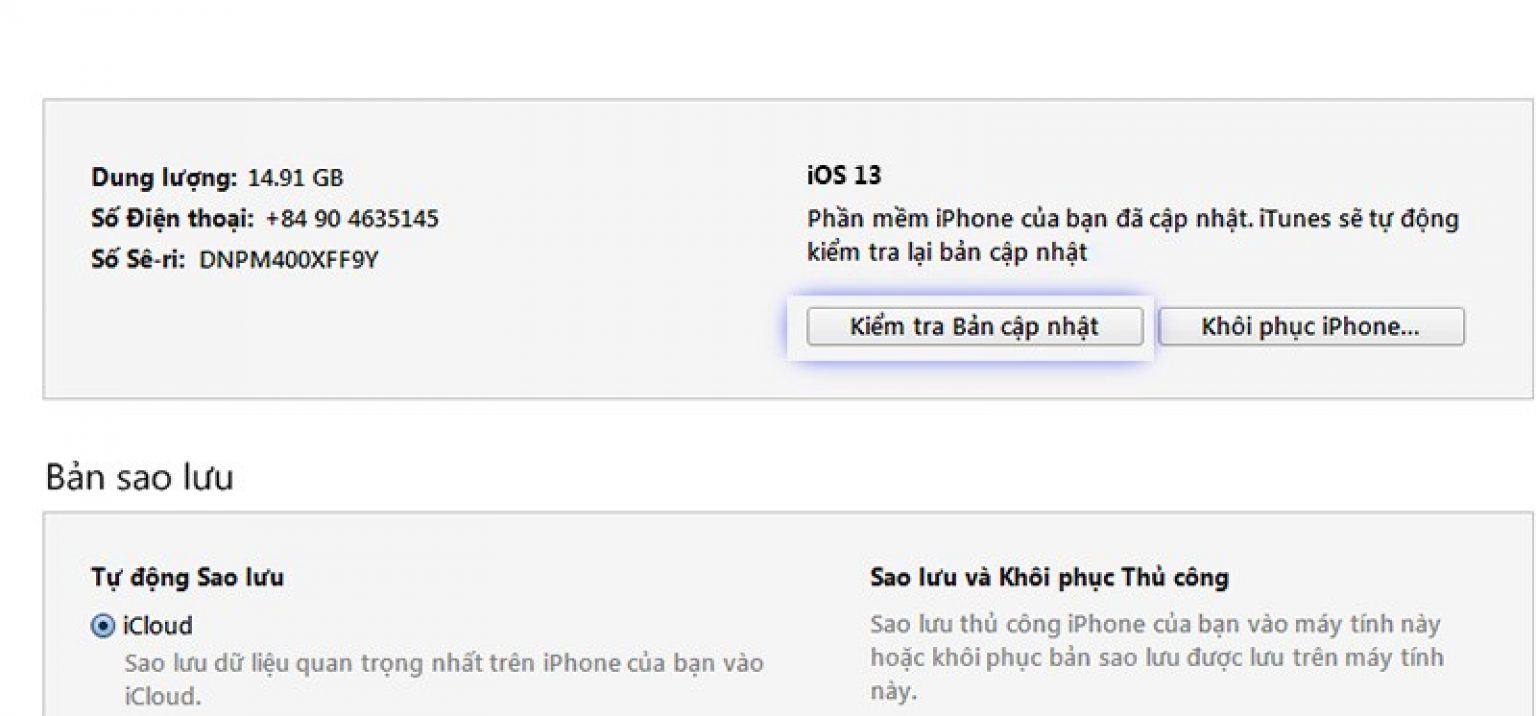 Dung lượng: 14.91 GB
Số Điện thoại: +84 90 4635145
Số Sê-ri: DNPM400XFF9Y
iOS 13
Phần mềm iPhone của bạn đã cập nhật. iTunes sẽ tự động
kiểm tra lại bản cập nhật
Kiểm tra Bản cập nhật
Khôi phục iPhone...
Bản sao lưu
Tự động Sao lưu
iCloud
Sao lưu dữ liệu quan trọng nhất trên iPhone của bạn vào
iCloud.
Sao lưu và Khôi phục Thủ công
Sao lưu thủ công iPhone của bạn vào máy tính này
hoặc khôi phục bản sao lưu được lưu trên máy tính
này.